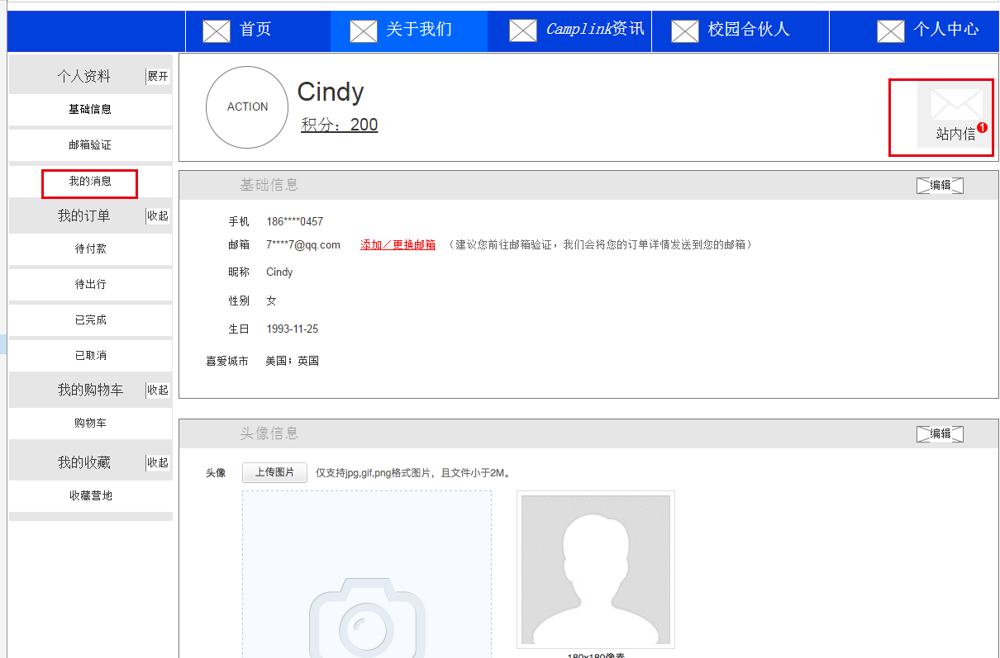 首页
关于我们
Camplink资讯
校园合伙人
个人中心
个人资料 展开
基础信息
邮箱验证
我的消息
我的订单 收起
待付款
待出行
已完成
已取消
我的购物车 收起
购物车
我的收藏 收起
收藏营地
ACTION
Cindy
积分：200
站内信 1
基础信息 编辑
手机 186****0457
邮箱 7****7@qq.com 添加／更换邮箱 （建议您前往邮箱验证，我们会将您的订单详情发送到您的邮箱）
昵称 Cindy
性别 女
生日 1993-11-25
喜爱城市 美国；英国
头像信息 编辑
头像 上传图片 仅支持jpg,gif,png格式图片，且文件小于2M。
180x180像素